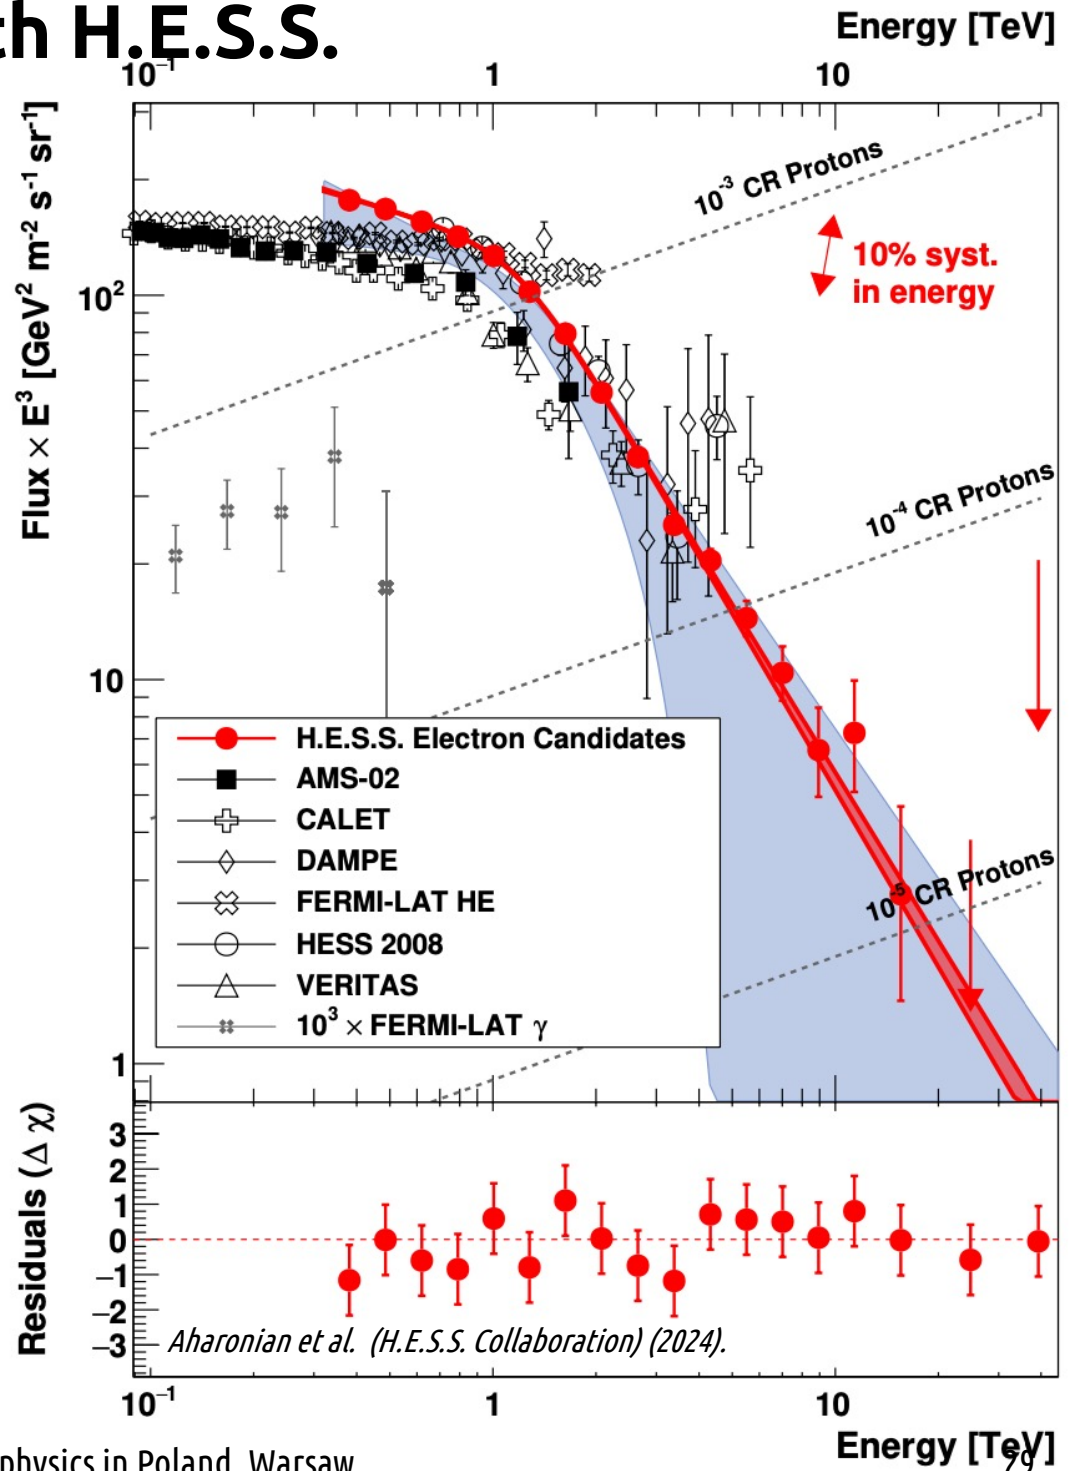 th H.E.S.S.
Energy [TeV]
10⁻¹ 1 10
Flux × E³ [GeV² m⁻² s⁻¹ sr⁻¹]
10⁻³ CR Protons
10% syst.
in energy
10²
10⁻⁴ CR Protons
10
H.E.S.S. Electron Candidates
AMS-02
CALET
DAMPE
FERMI-LAT HE
HESS 2008
VERITAS
10³ × FERMI-LAT γ
10⁻⁵ CR Protons
1
Residuals (Δ χ)
3
2
1
0
−1
−2
−3
Aharonian et al. (H.E.S.S. Collaboration) (2024).
10⁻¹ 1 10
Energy [TeV]
physics in Poland, Warsaw
29